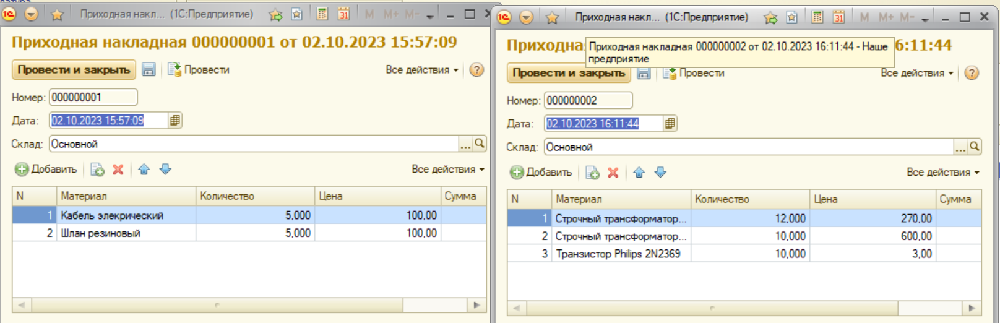 Приходная накл... (1С:Предприятие)
M M+ M-
Приходная накладная 000000001 от 02.10.2023 15:57:09
Провести и закрыть
Провести
Все действия
Номер: 000000001
Дата: 02.10.2023 15:57:09
Склад: Основной
Добавить
Все действия
N Материал Количество Цена Сумма
1 Кабель элекрический 5,000 100,00
2 Шлан резиновый 5,000 100,00
Приходная накл... (1С:Предприятие)
M M+ M-
Прихо 6:11:44
Приходная накладная 000000002 от 02.10.2023 16:11:44 - Наше
предприятие
Провести и закрыть
Провести
Все действия
Номер: 000000002
Дата: 02.10.2023 16:11:44
Склад: Основной
Добавить
Все действия
N Материал Количество Цена Сумма
1 Строчный трансформатор... 12,000 270,00
2 Строчный трансформатор... 10,000 600,00
3 Транзистор Philips 2N2369 10,000 3,00